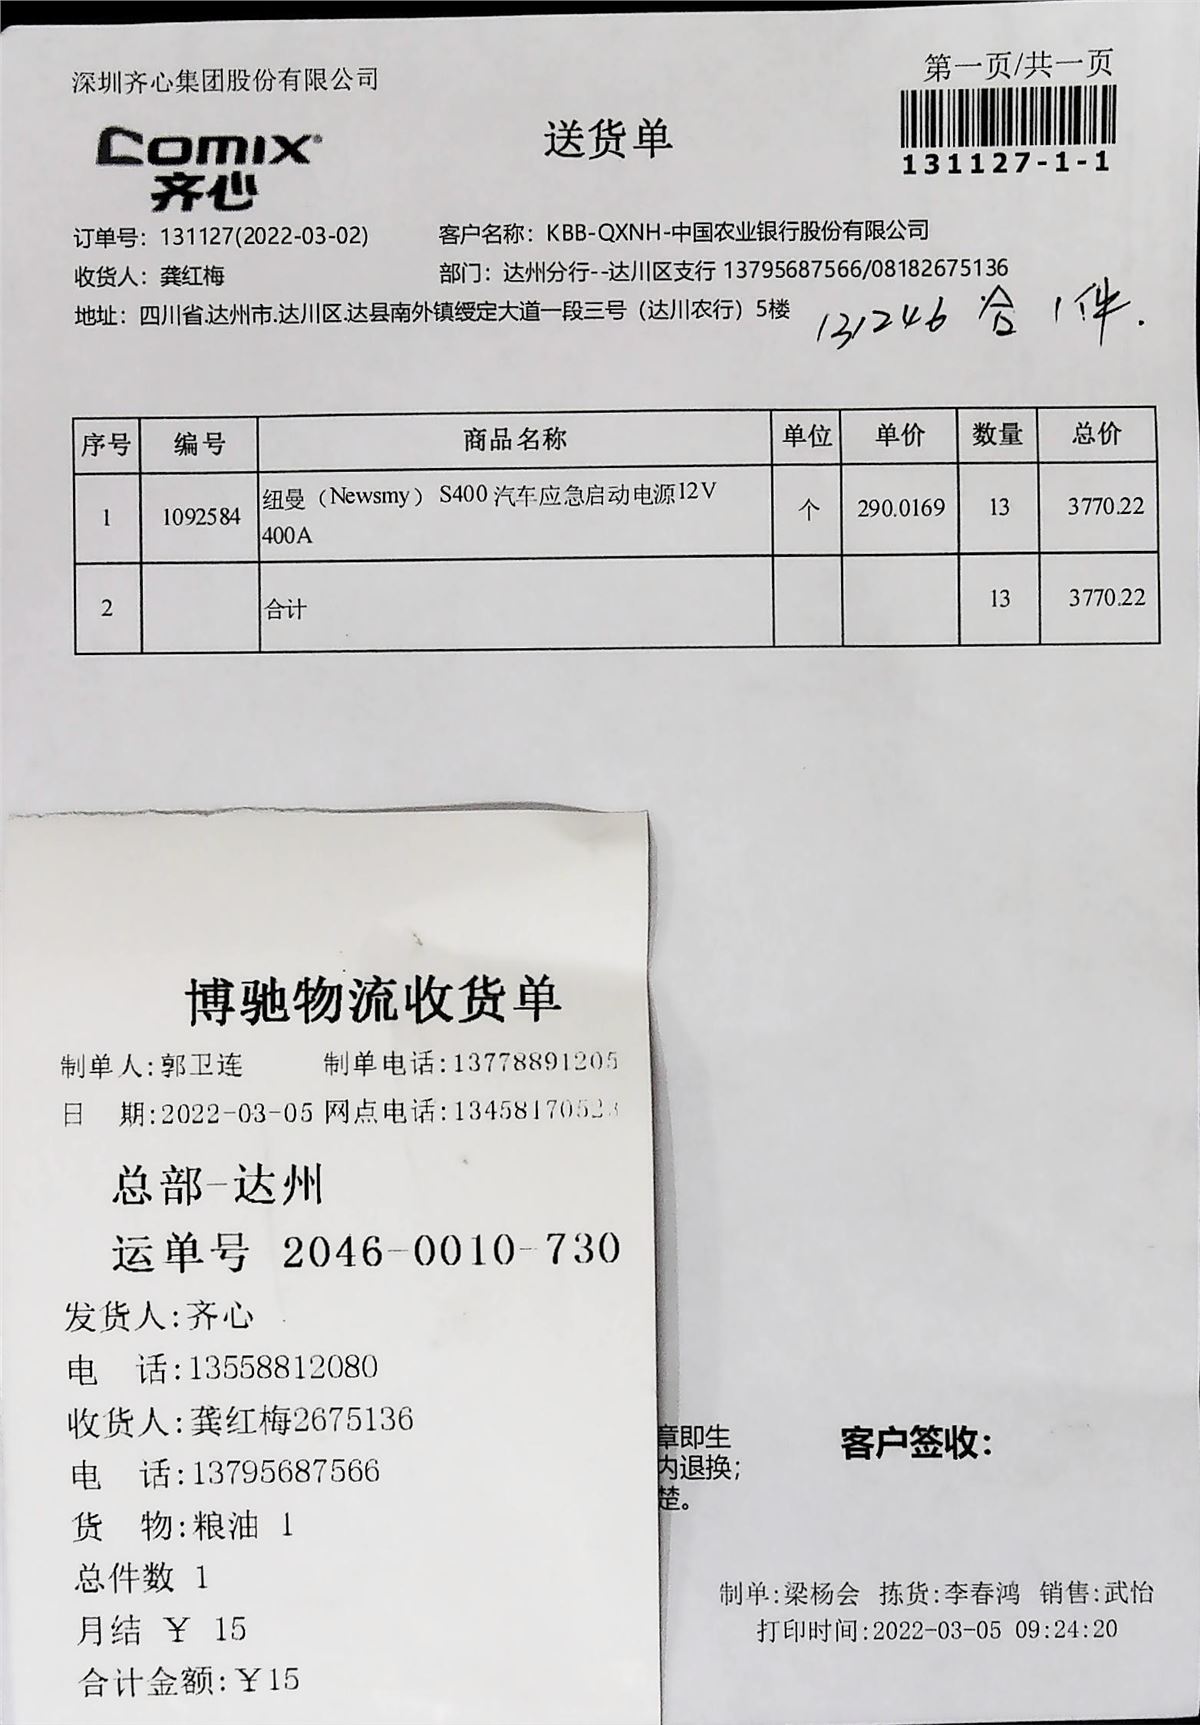 第一页/共一页
深圳齐心集团股份有限公司
Comix
齐心
送货单
131127-1-1
订单号：131127(2022-03-02) 客户名称：KBB-QXNH-中国农业银行股份有限公司
收货人：龚红梅 部门：达州分行--达川区支行 13795687566/08182675136
地址：四川省.达州市.达川区.达县南外镇绶定大道一段三号（达川农行）5楼
131246 合 1件.
序号 编号 商品名称 单位 单价 数量 总价
1 1092584 纽曼（Newsmy） S400 汽车应急启动电源12V 400A 个 290.0169 13 3770.22
2 合计 13 3770.22
博驰物流收货单
制单人:郭卫连 制单电话:13778891205
日 期:2022-03-05 网点电话:13458170523
总部-达州
运单号 2046-0010-730
发货人:齐心
电 话:13558812080
收货人:龚红梅2675136
电 话:13795687566
货 物:粮油 1
总件数 1
月结 ￥ 15
合计金额:￥15
章即生
内退换；
楚。
客户签收：
制单:梁杨会 拣货:李春鸿 销售:武怡
打印时间:2022-03-05 09:24:20